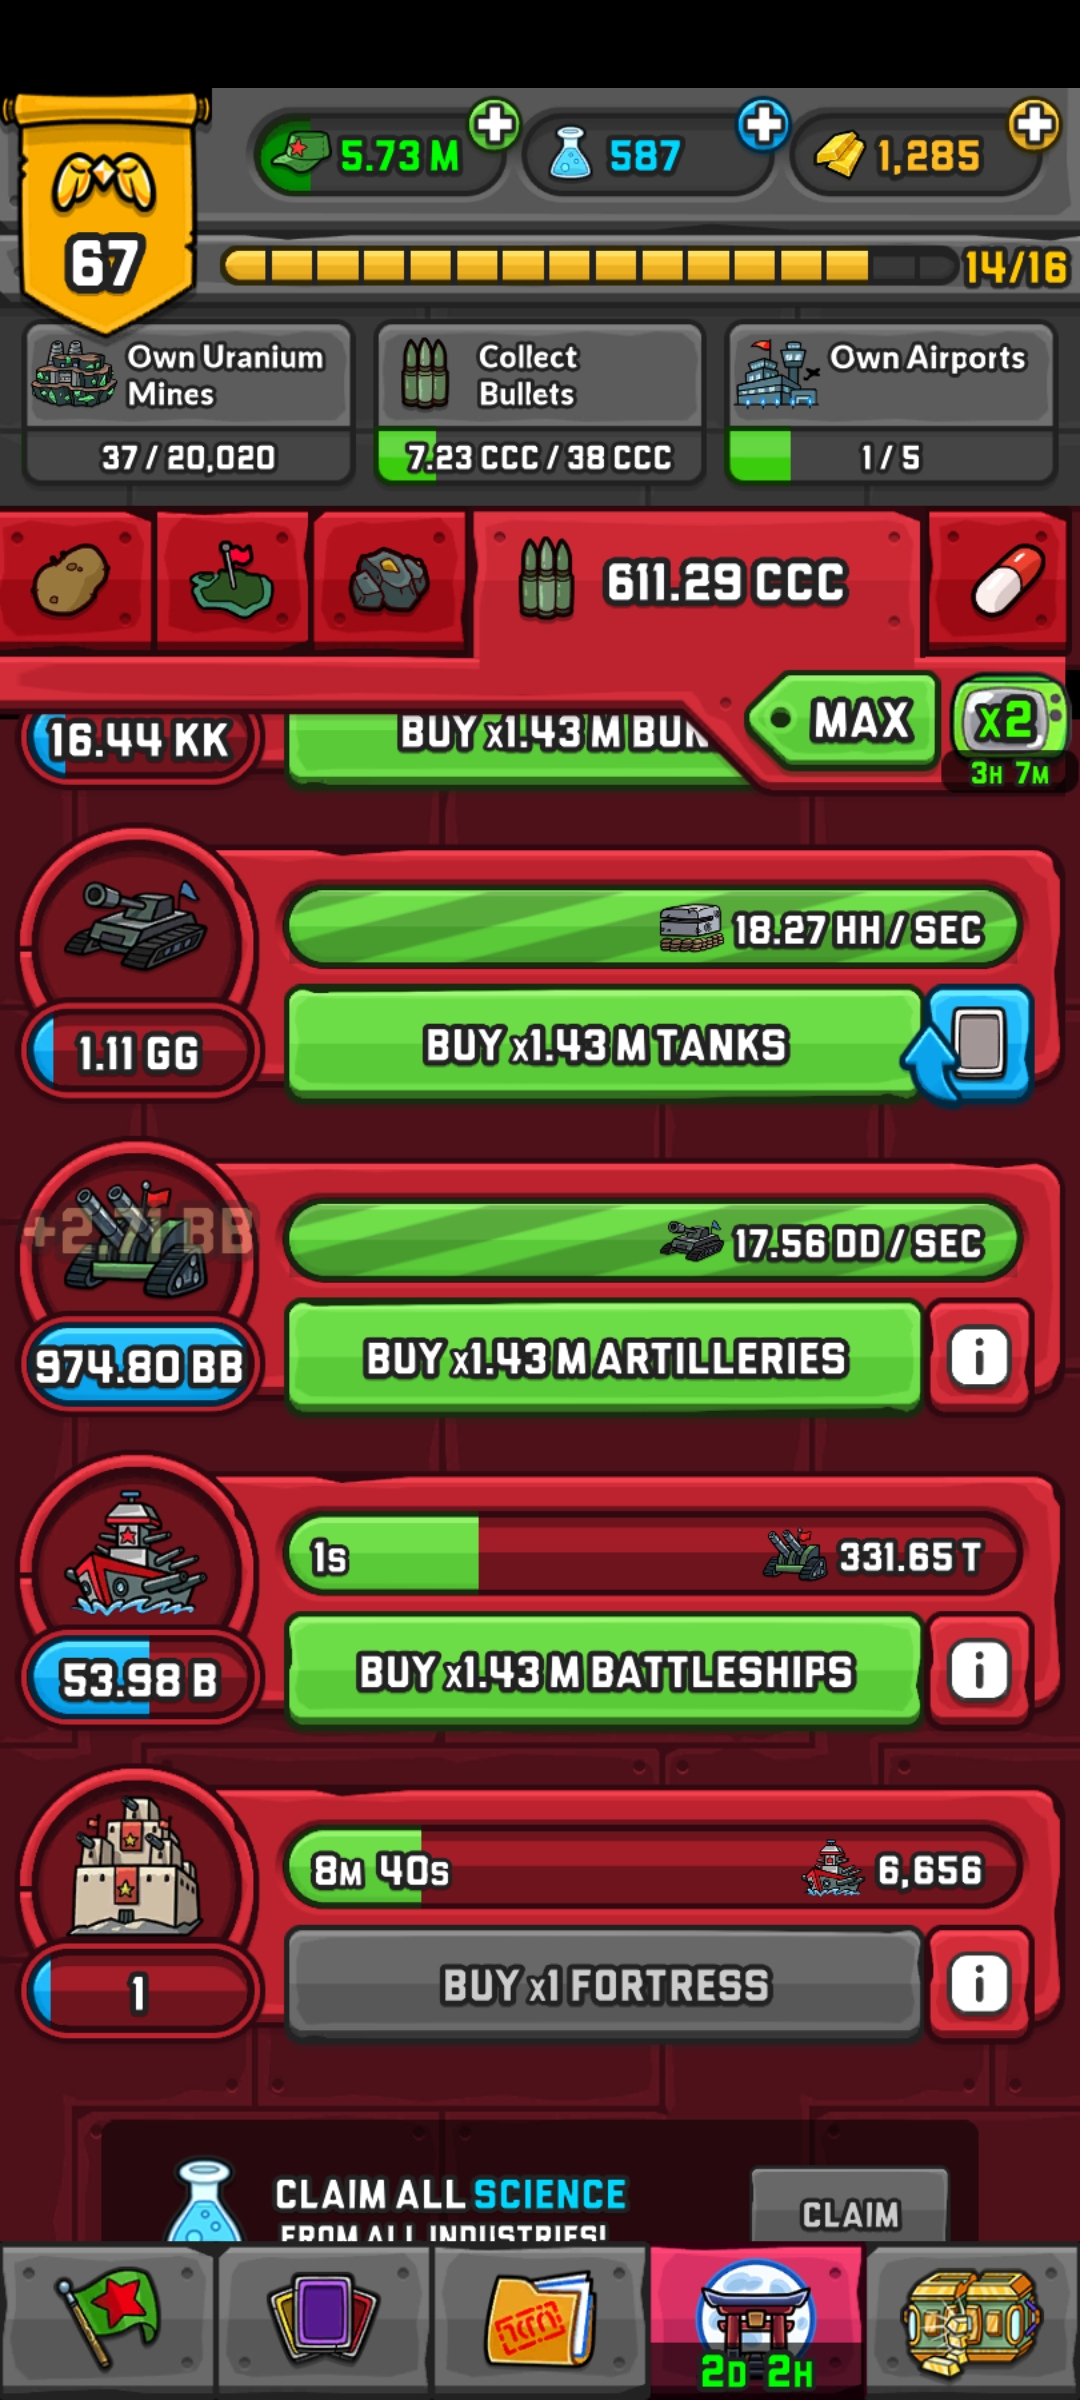 67
5.73 M
587
1,285
14/16
Own Uranium
Mines
37 / 20,020
Collect
Bullets
7.23 CCC / 38 CCC
Own Airports
1 / 5
611.29 CCC
MAX
x2
3H 7M
16.44 KK
BUY x1.43 M BUN
18.27 HH / SEC
1.11 GG
BUY x1.43 M TANKS
+2.71 BB
17.56 DD / SEC
974.80 BB
BUY x1.43 M ARTILLERIES
i
1S
331.65 T
53.98 B
BUY x1.43 M BATTLESHIPS
i
8M 40S
6,656
1
BUY x1 FORTRESS
i
CLAIM ALL SCIENCE
FROM ALL INDUSTRIES!
CLAIM
2D 2H